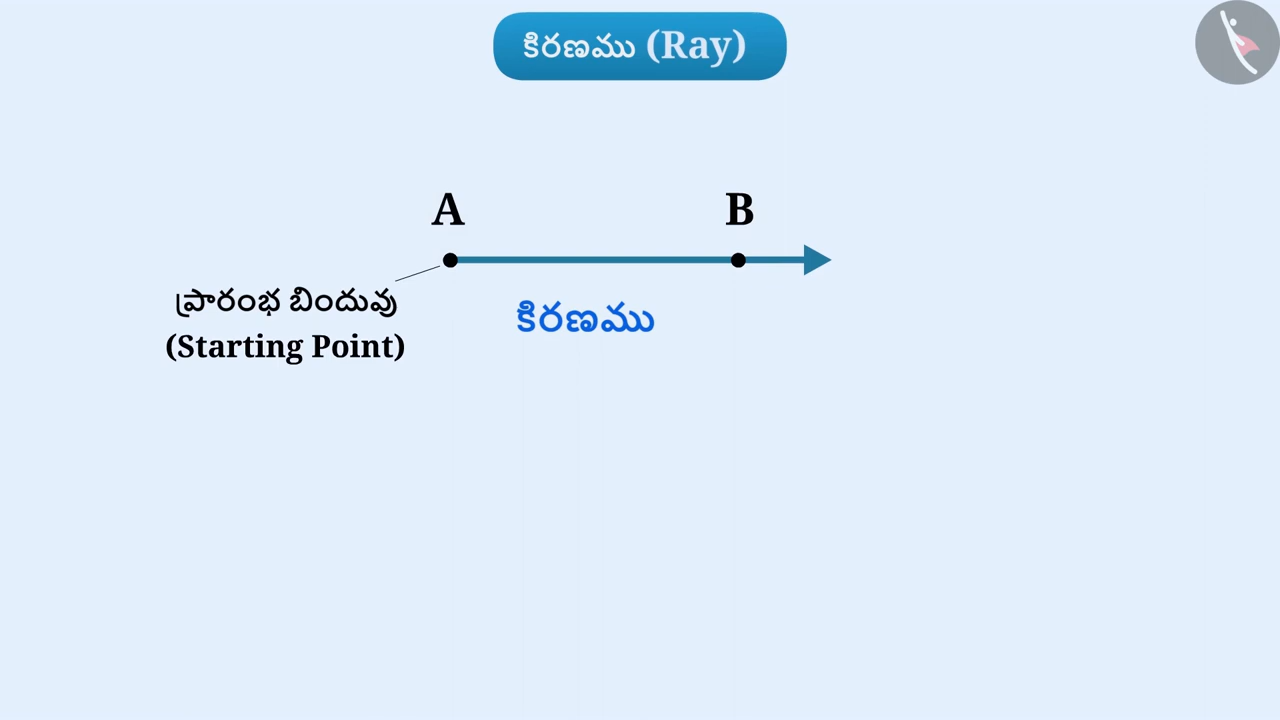 కిరణము (Ray)
A B
ప్రారంభ బిందువు
(Starting Point)
కిరణము